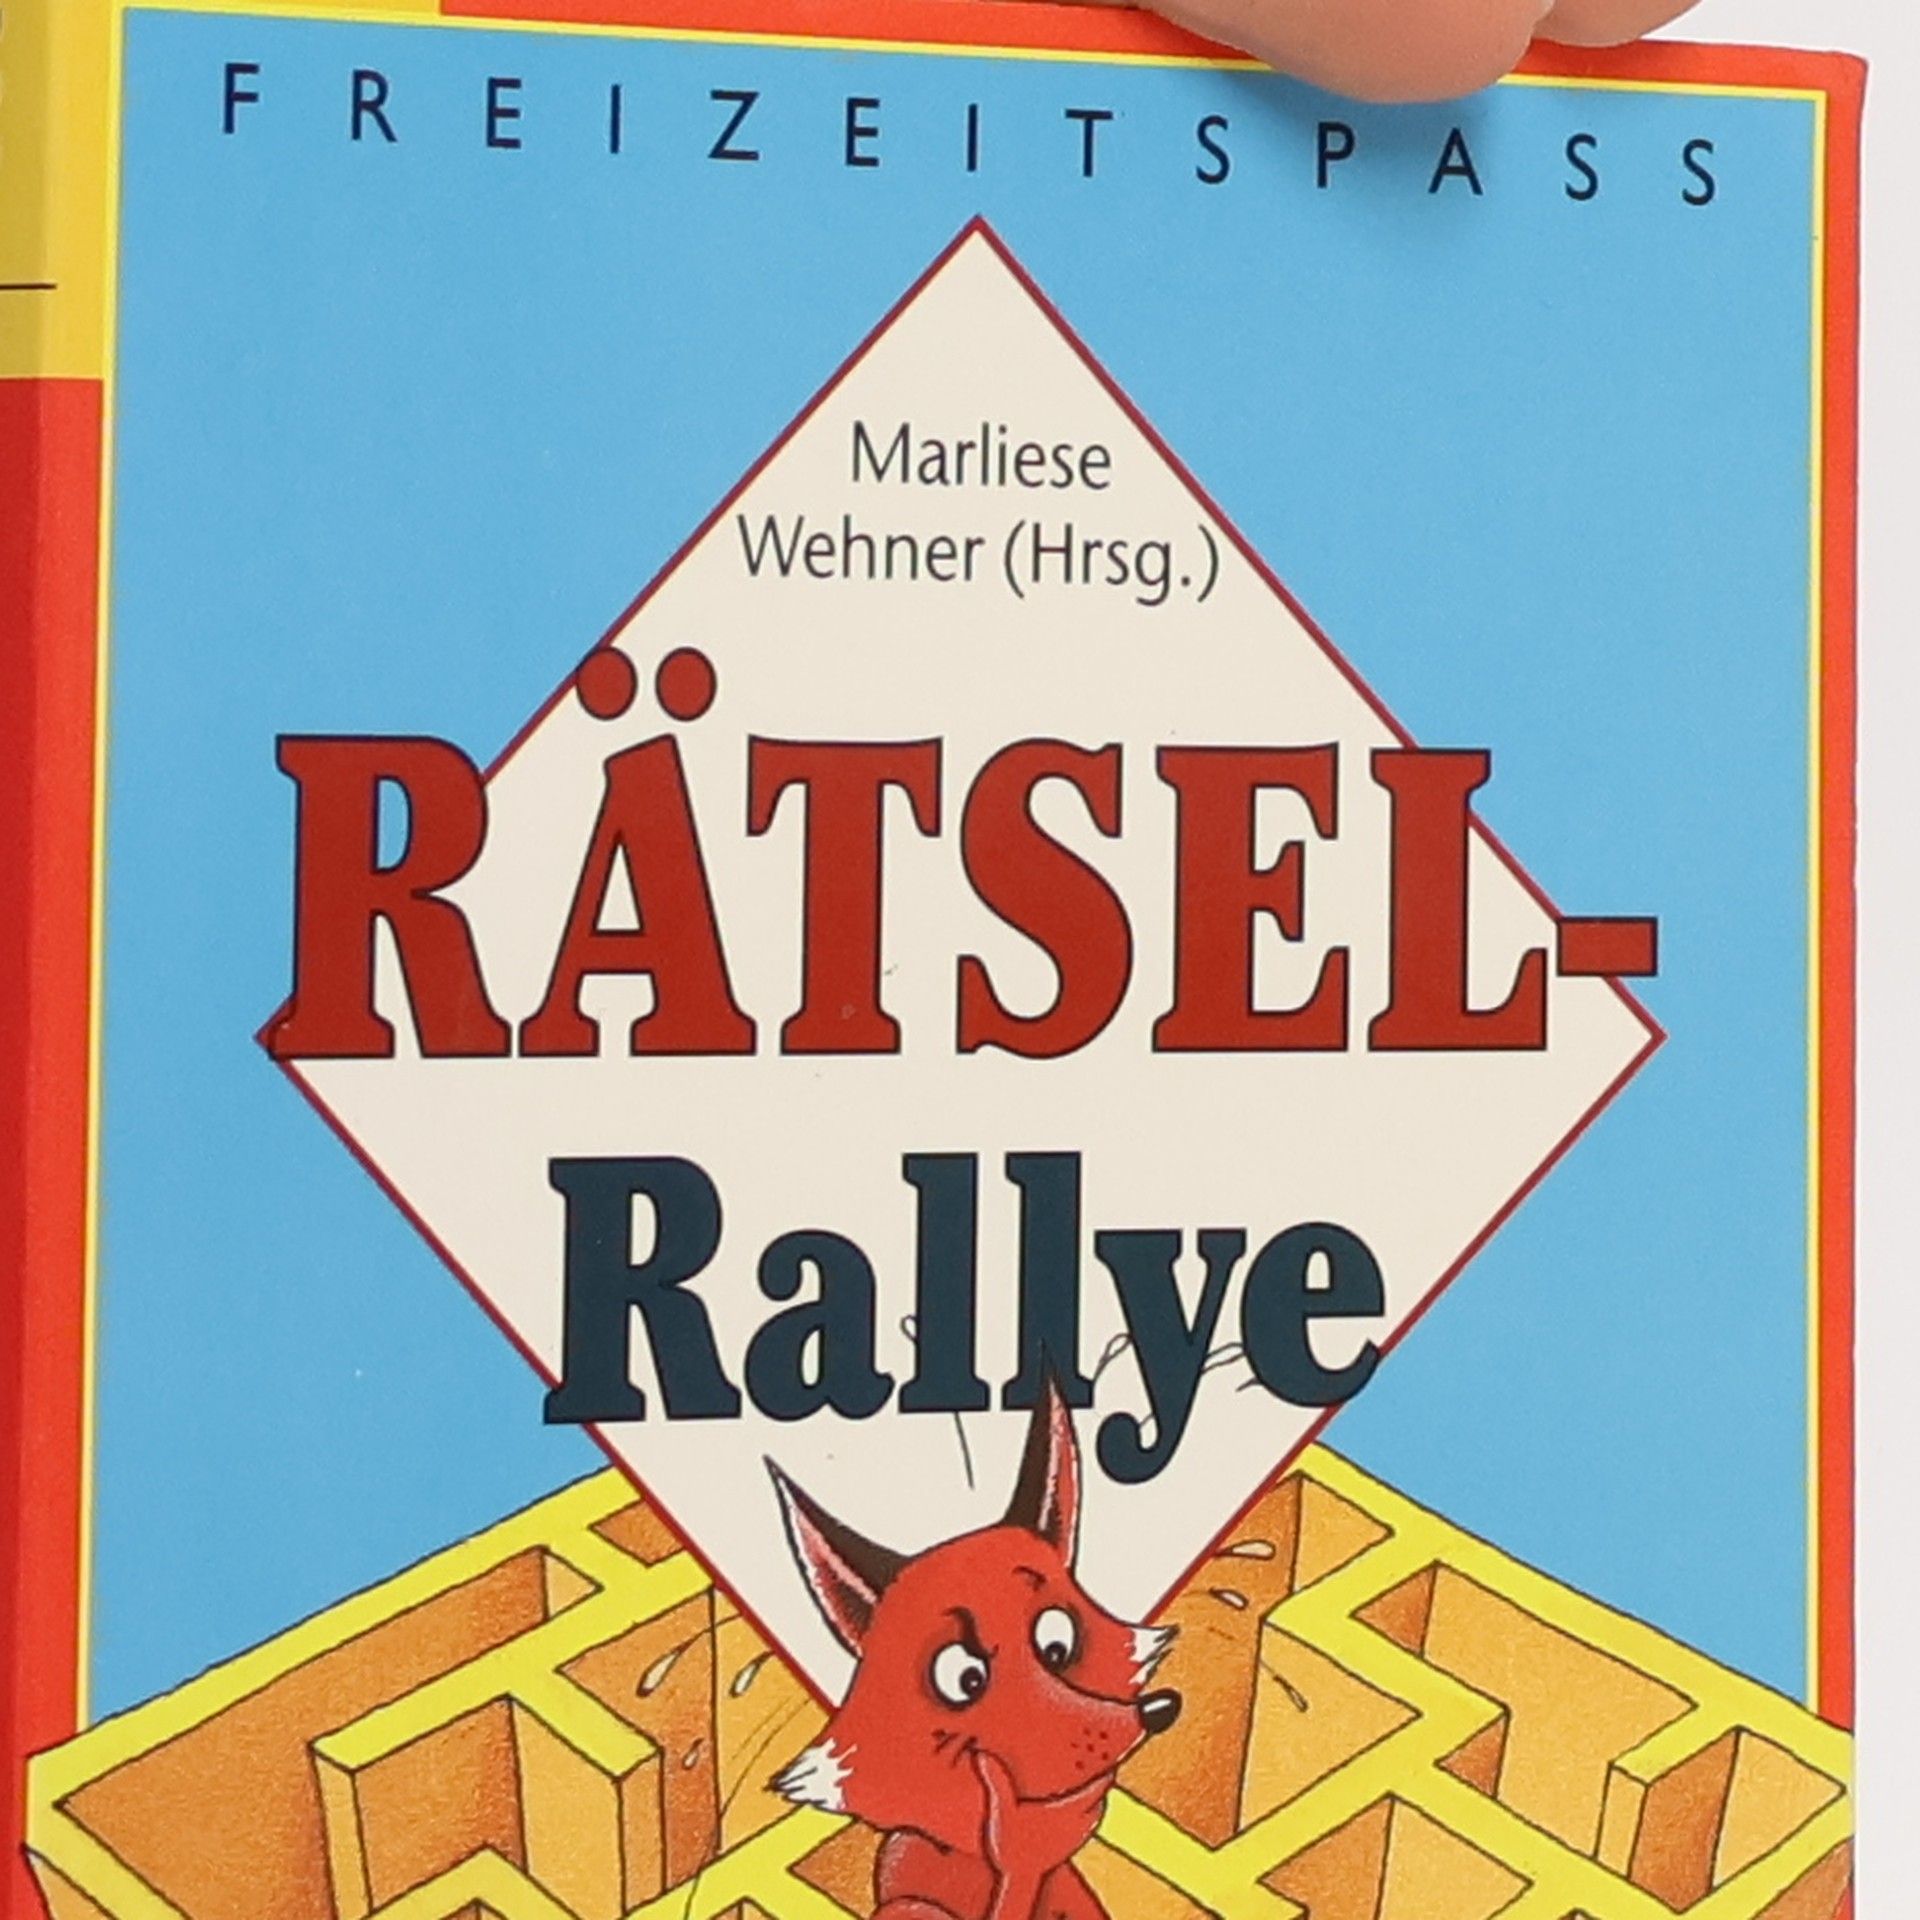 FREIZEITSPASS
Marliese
Wehner (Hrsg.)
RÄTSEL-
Rallye